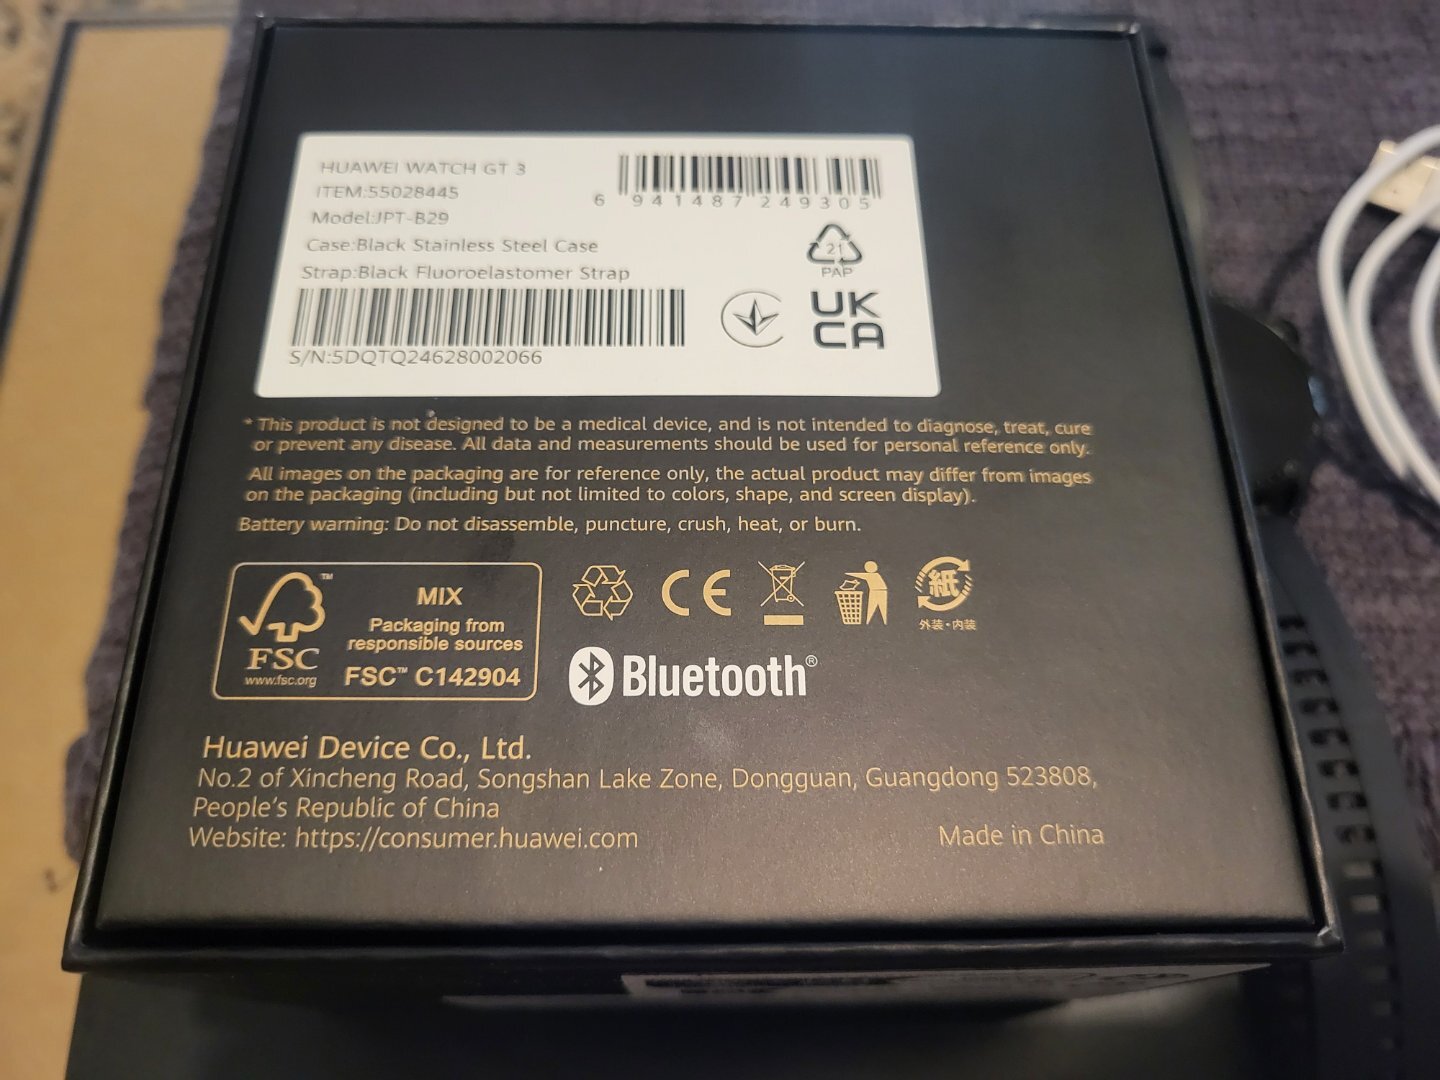 HUAWEI WATCH GT 3
ITEM:55028445
Model:JPT-B29
Case:Black Stainless Steel Case
Strap:Black Fluoroelastomer Strap
S/N:5DQTQ24628002066
6 941487 249305
21
PAP
UK
CA
* This product is not designed to be a medical device, and is not intended to diagnose, treat, cure
or prevent any disease. All data and measurements should be used for personal reference only.
All images on the packaging are for reference only, the actual product may differ from images
on the packaging (including but not limited to colors, shape, and screen display).
Battery warning: Do not disassemble, puncture, crush, heat, or burn.
FSC
www.fsc.org
MIX
Packaging from
responsible sources
FSC™ C142904
CE
紙
外装・内装
Bluetooth®
Huawei Device Co., Ltd.
No.2 of Xincheng Road, Songshan Lake Zone, Dongguan, Guangdong 523808,
People's Republic of China
Website: https://consumer.huawei.com
Made in China